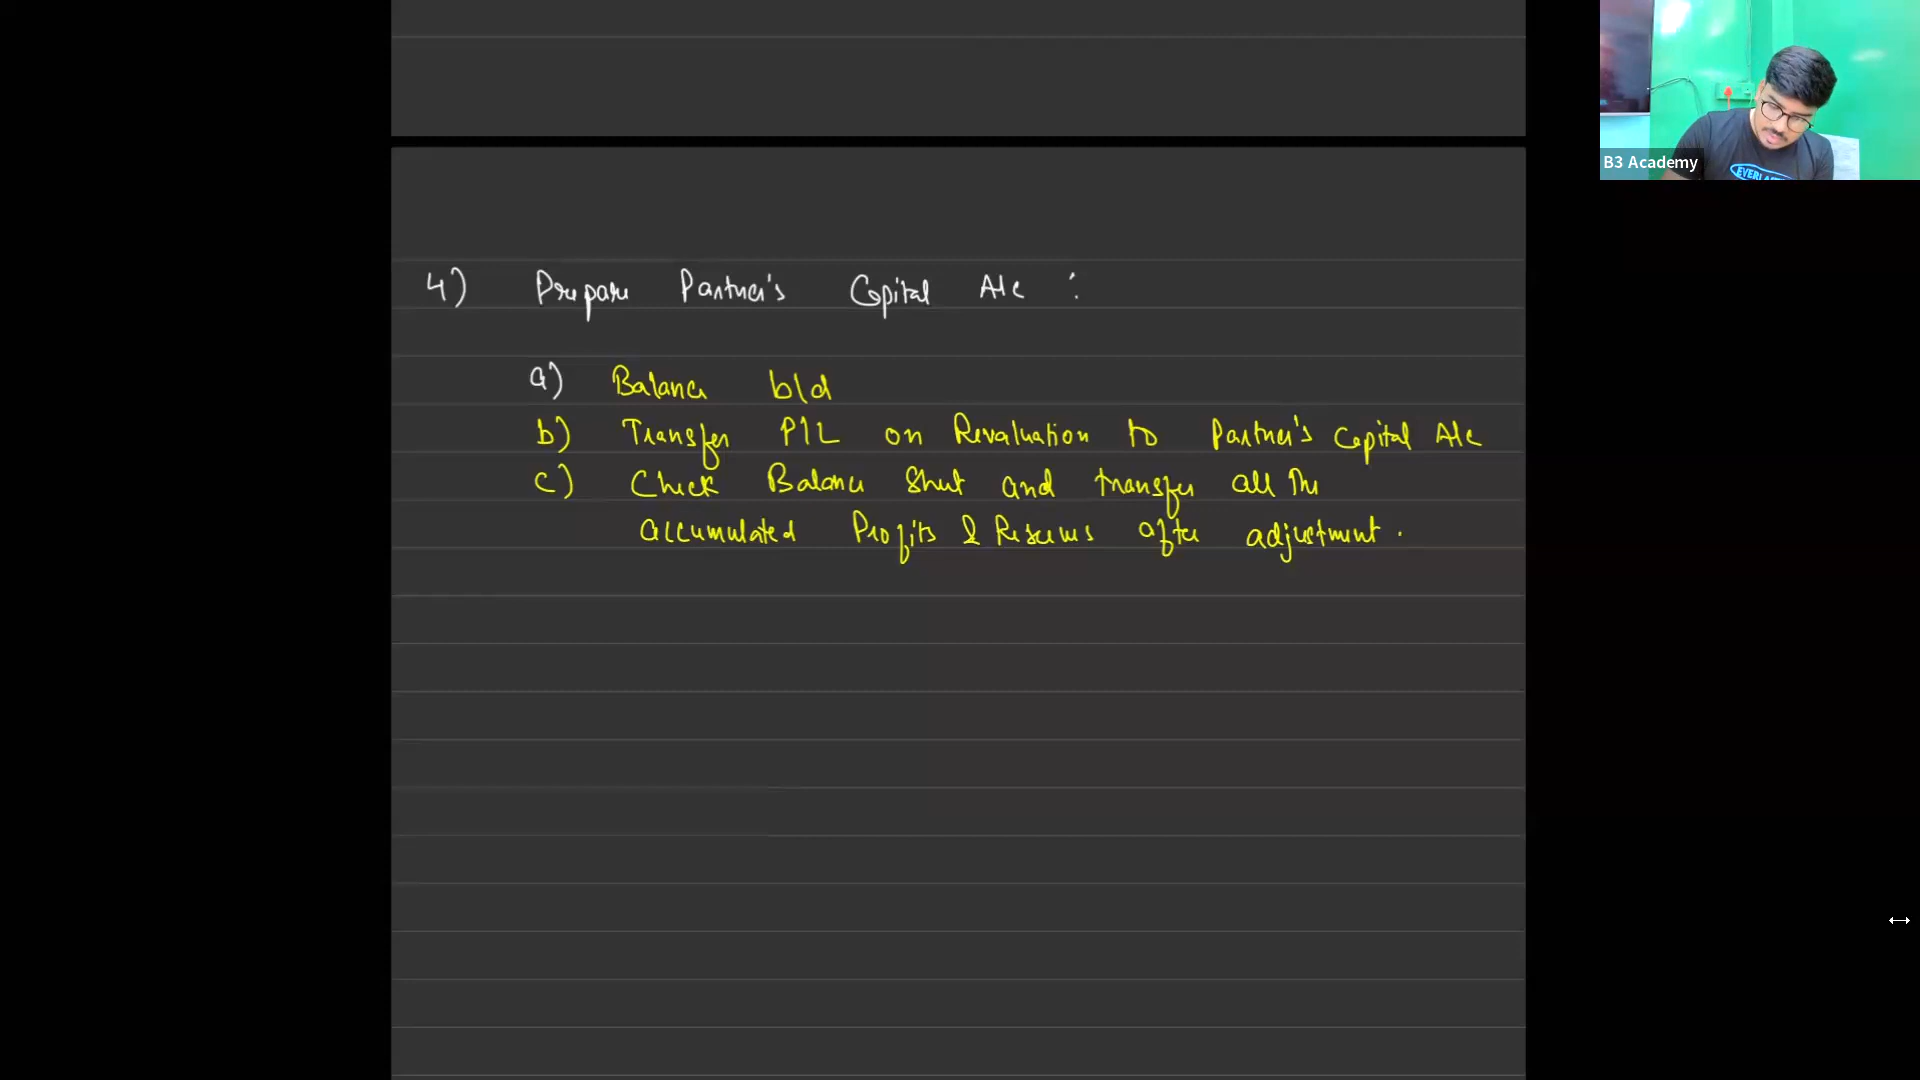 B3 Academy
EVERLAST
4) Prepare Partner's Capital A/c :
a) Balance b/d
b) Transfer P/L on Revaluation to Partner's Capital A/c
c) Check Balance Sheet and transfer all the
accumulated Profits & Reserves after adjustment.